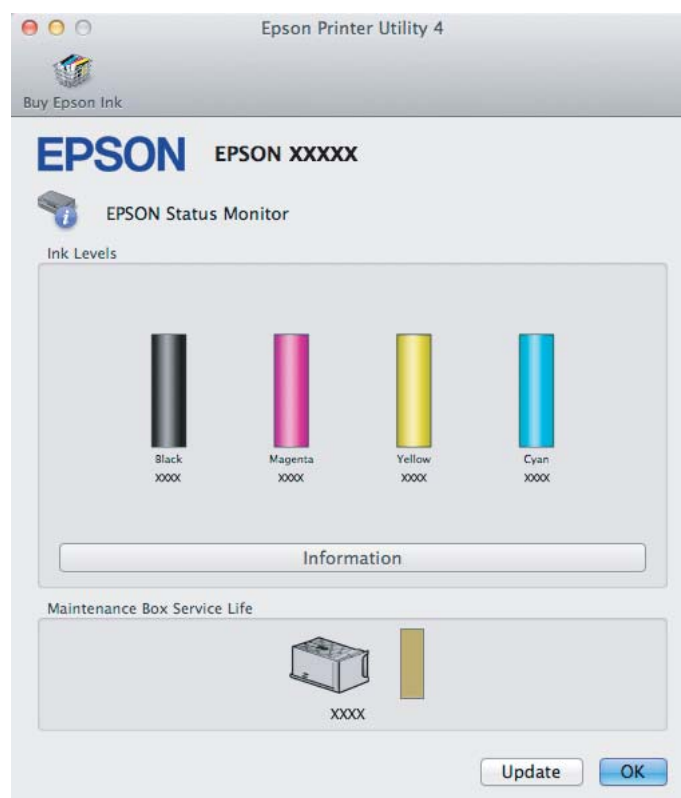 Epson Printer Utility 4
Buy Epson Ink
EPSON EPSON XXXXX
EPSON Status Monitor
Ink Levels
Black Magenta Yellow Cyan
XXXX XXXX XXXX XXXX
Information
Maintenance Box Service Life
XXXX
Update OK